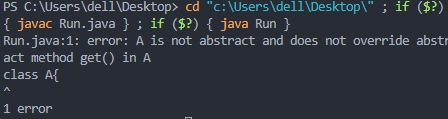 PS C:\Users\dell\Desktop> cd "c:\Users\dell\Desktop\" ; if ($?)
{ javac Run.java } ; if ($?) { java Run }
Run.java:1: error: A is not abstract and does not override abstr
act method get() in A
class A{
^
1 error